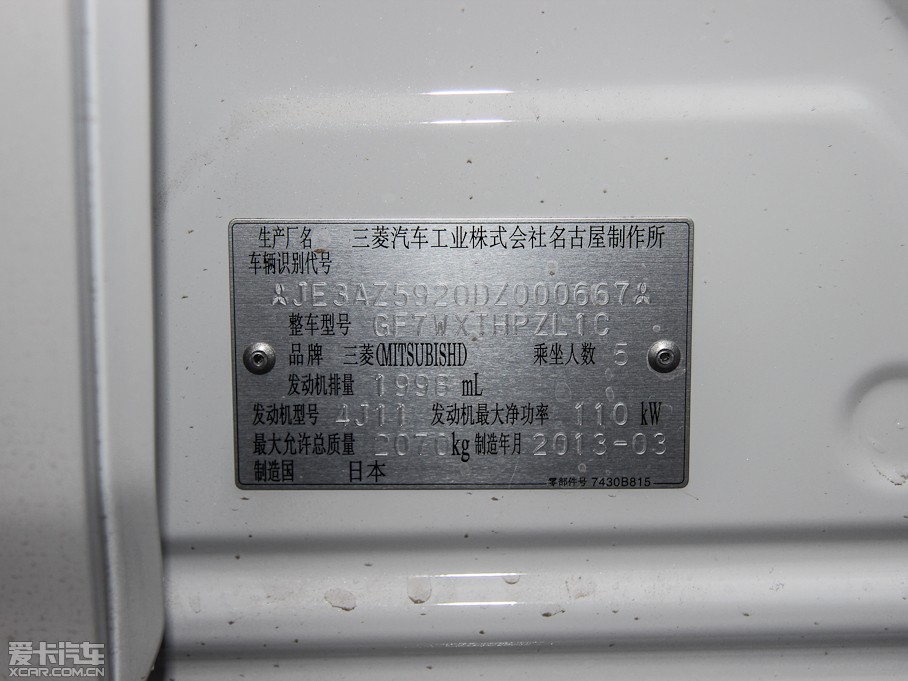 生产厂名 三菱汽车工业株式会社名古屋制作所
车辆识别代号
JE3AZ5920DZ000667
整车型号 GF7WXTHPZL1C
品牌 三菱(MITSUBISHI) 乘坐人数 5
发动机排量 1998 mL
发动机型号 4J11 发动机最大净功率 110 kW
最大允许总质量 2070 kg 制造年月 2013-03
制造国 日本
零部件号 7430B815
爱卡汽车
XCAR.COM.CN